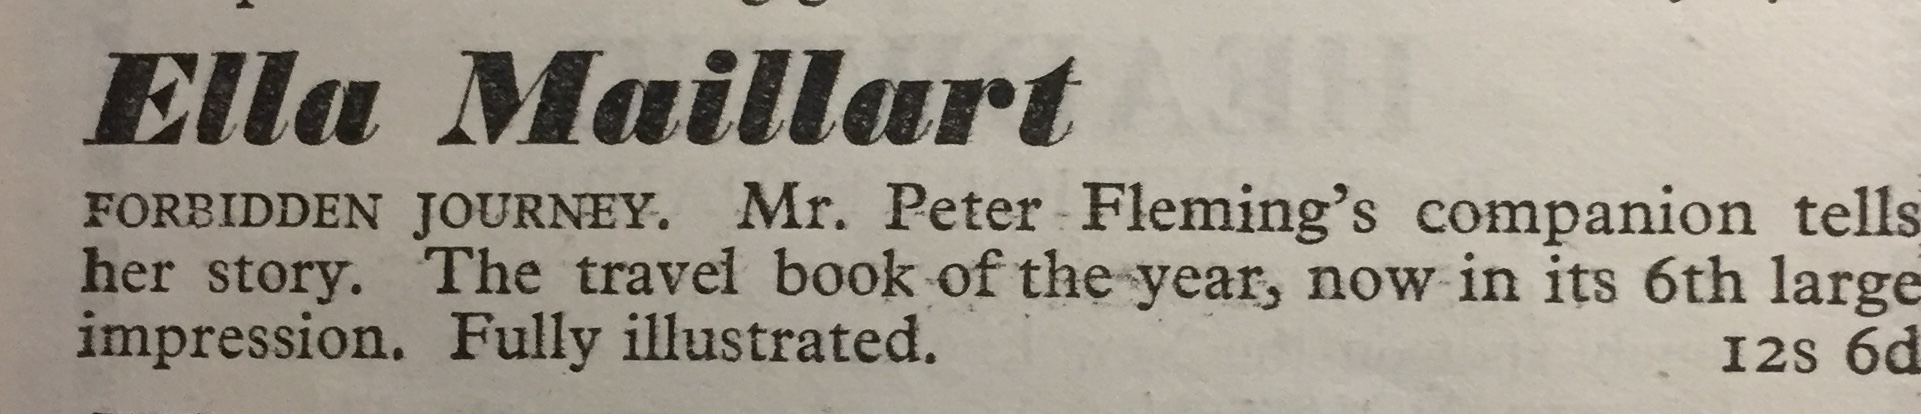 Ella Maillart
FORBIDDEN JOURNEY. Mr. Peter Fleming's companion tells
her story. The travel book of the year, now in its 6th large
impression. Fully illustrated. 12s 6d